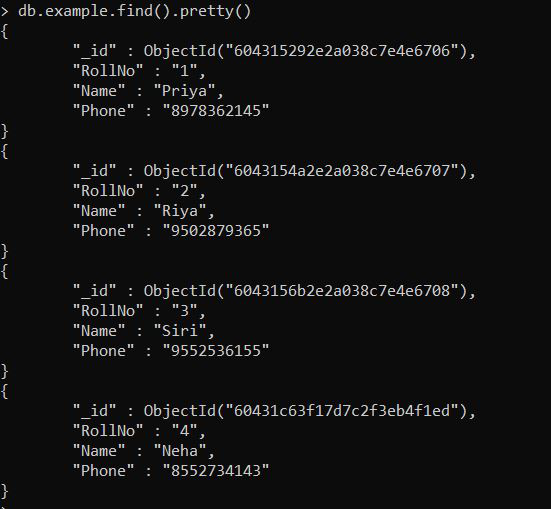 > db.example.find().pretty()
{
        "_id" : ObjectId("604315292e2a038c7e4e6706"),
        "RollNo" : "1",
        "Name" : "Priya",
        "Phone" : "8978362145"
}
{
        "_id" : ObjectId("6043154a2e2a038c7e4e6707"),
        "RollNo" : "2",
        "Name" : "Riya",
        "Phone" : "9502879365"
}
{
        "_id" : ObjectId("6043156b2e2a038c7e4e6708"),
        "RollNo" : "3",
        "Name" : "Siri",
        "Phone" : "9552536155"
}
{
        "_id" : ObjectId("60431c63f17d7c2f3eb4f1ed"),
        "RollNo" : "4",
        "Name" : "Neha",
        "Phone" : "8552734143"
}